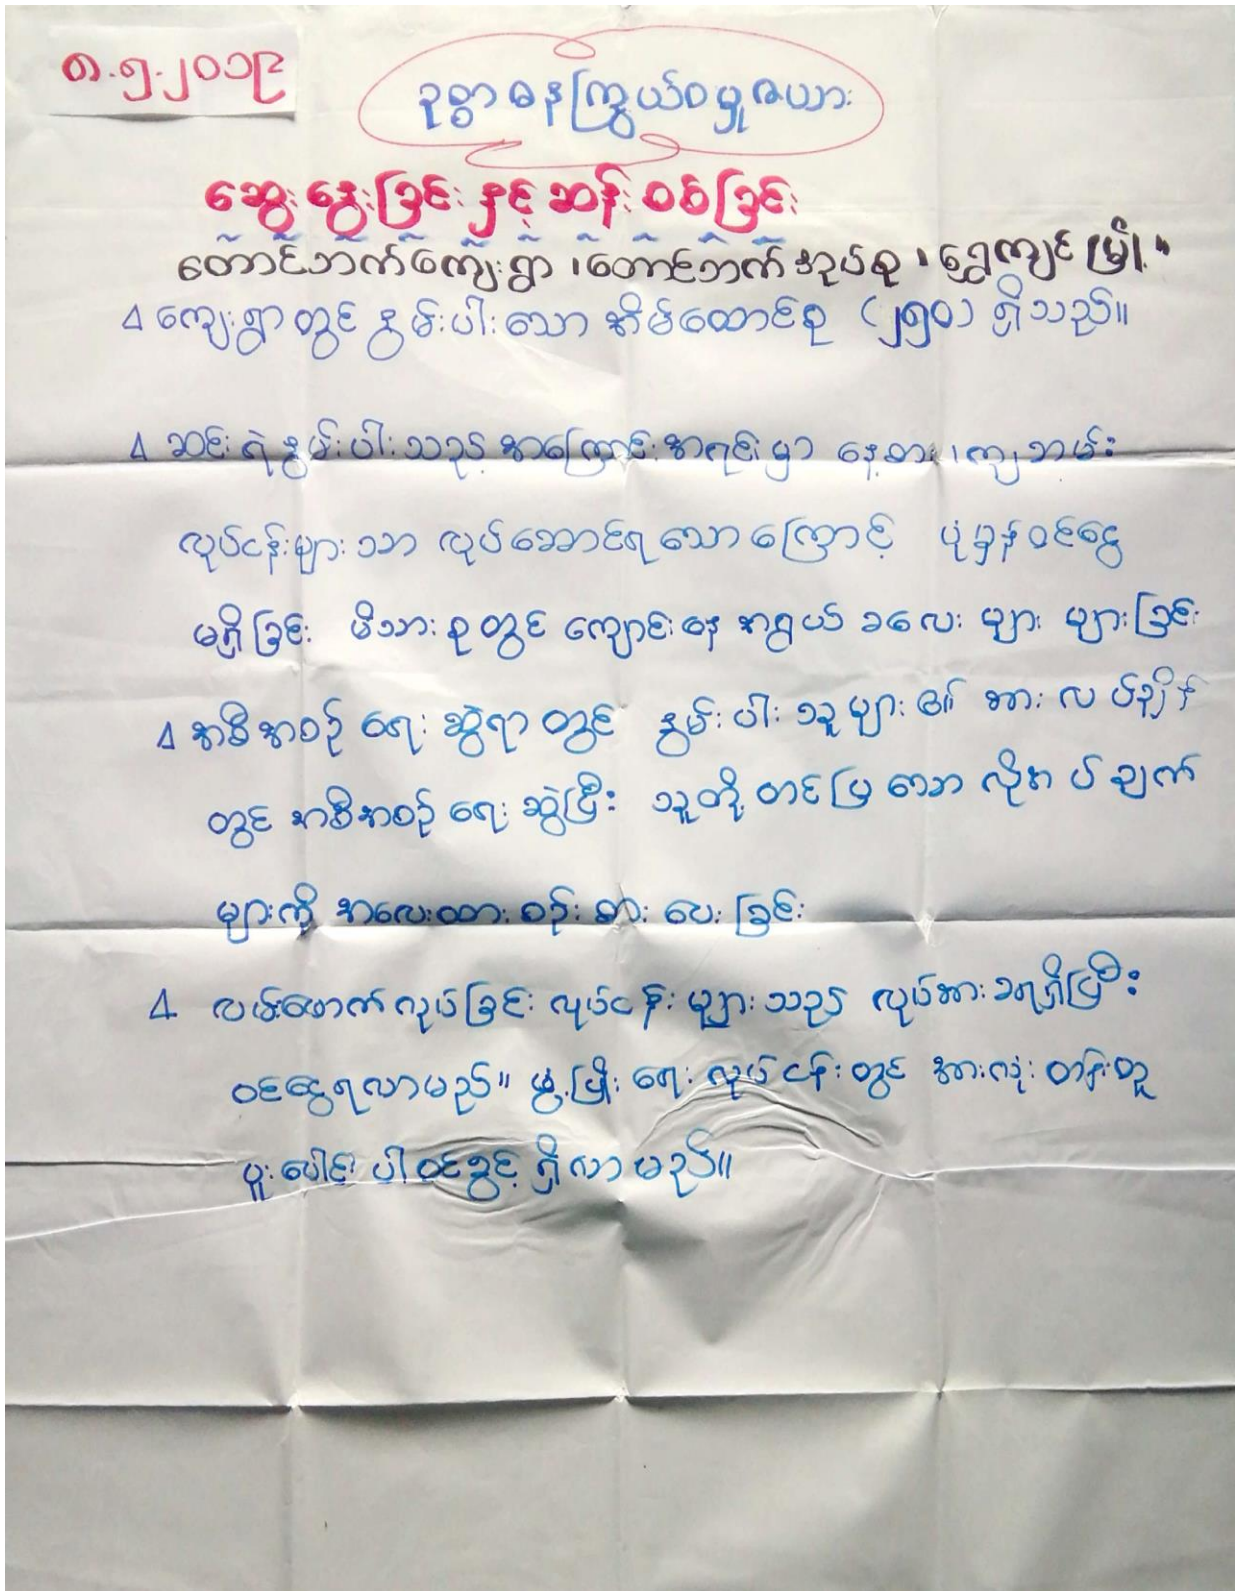 ၈.၅.၂၀၁၉
ဥစ္စာဓနကြွယ်ဝမှုဇယား
ဆွေးနွေးခြင်းနှင့်ဆန်းစစ်ခြင်း
တောင်ဘက်ကျေးရွာ ၊တောင်ဘက်အုပ်စု ၊ ရွှေကျင်မြို့။
∆ ကျေးရွာတွင် နွမ်းပါးသော အိမ်ထောင်စု (၂၅၀) ရှိသည်။
∆ ဆင်းရဲနွမ်းပါးသည့် အကြောင်းအရင်းမှာ နေ့စား ၊ကျဘမ်း
လုပ်ငန်းများသာ လုပ်ဆောင်ရသောကြောင့် ပုံမှန်ဝင်ငွေ
မရှိခြင်း မိသားစုတွင် ကျောင်းနေအရွယ် ခလေးများ များခြင်း
∆ အစီအစဉ် ရေးဆွဲရာတွင် နွမ်းပါးသူများ၏ အားလပ်ချိန်
တွင် အစီအစဉ် ရေးဆွဲပြီး သူတို့ တင်ပြသော လိုအပ်ချက်
များကို အလေးထား စဉ်းစားပေးခြင်း
∆ လမ်းဖောက်လုပ်ခြင်း လုပ်ငန်းများသည် လုပ်အားခရရှိပြီး
ဝင်ငွေရလာမည်။ ဖွံ့ဖြိုးရေးလုပ်ငန်းတွင် အားလုံးတန်းတူ
ပူးပေါင်းပါဝင်ခွင့် ရှိလာမည်။